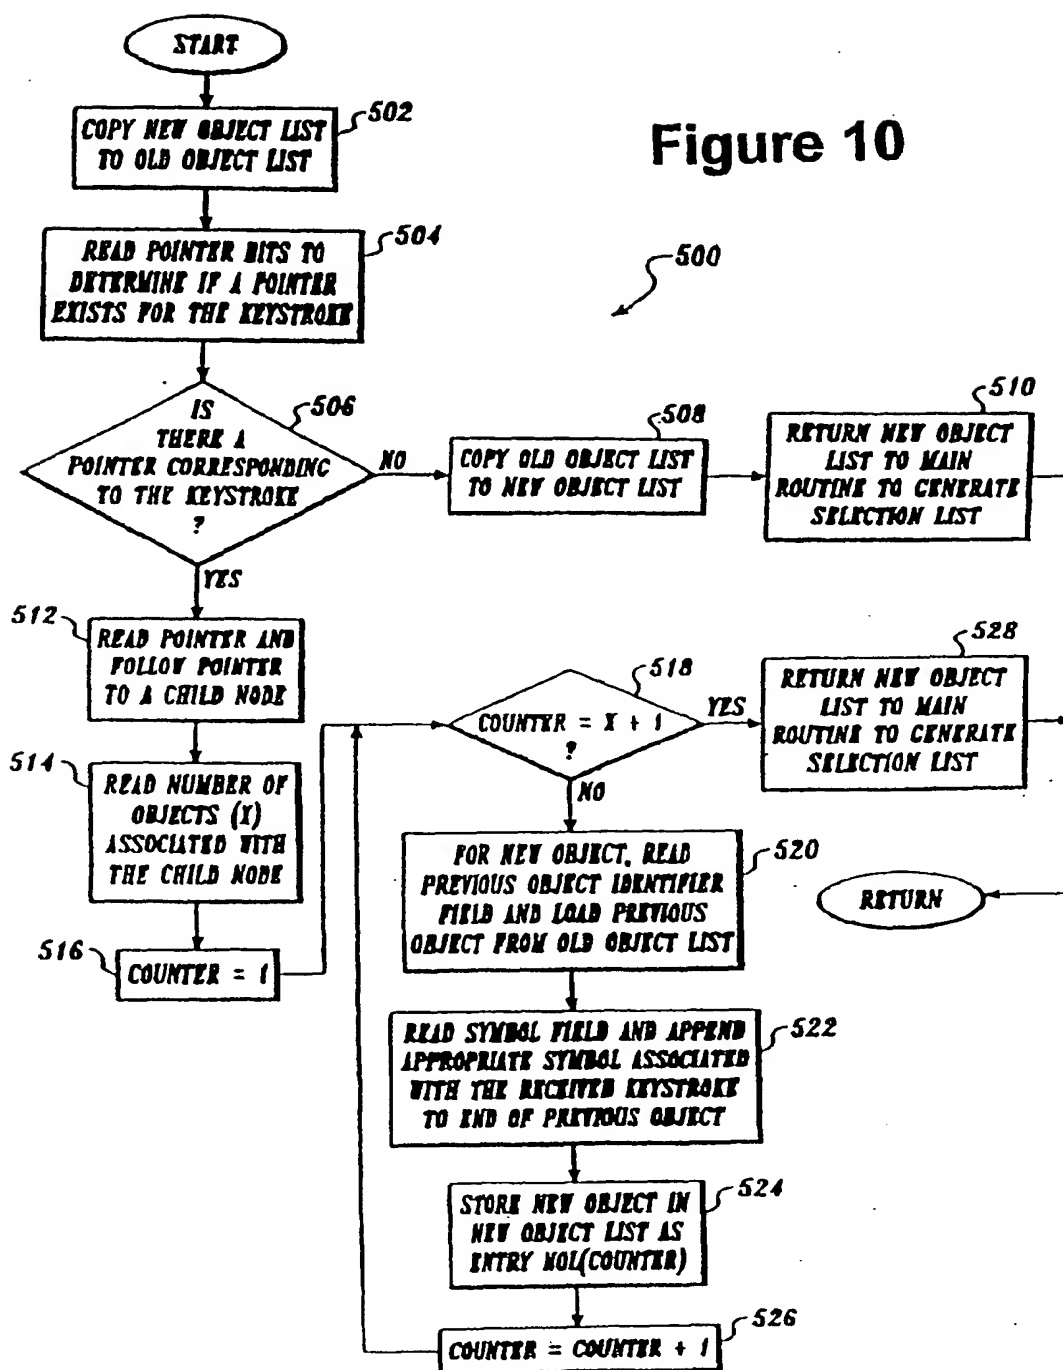 START
502
COPY NEW OBJECT LIST
TO OLD OBJECT LIST
Figure 10
504
READ POINTER BITS TO
DETERMINE IF A POINTER
EXISTS FOR THE KEYSTROKE
500
506
IS
THERE A
POINTER CORRESPONDING
TO THE KEYSTROKE
?
NO
508
COPY OLD OBJECT LIST
TO NEW OBJECT LIST
510
RETURN NEW OBJECT
LIST TO MAIN
ROUTINE TO GENERATE
SELECTION LIST
YES
512
READ POINTER AND
FOLLOW POINTER
TO A CHILD NODE
514
READ NUMBER OF
OBJECTS (X)
ASSOCIATED WITH
THE CHILD NODE
516
COUNTER = 1
518
COUNTER = X + 1
?
YES
528
RETURN NEW OBJECT
LIST TO MAIN
ROUTINE TO GENERATE
SELECTION LIST
NO
520
FOR NEW OBJECT, READ
PREVIOUS OBJECT IDENTIFIER
FIELD AND LOAD PREVIOUS
OBJECT FROM OLD OBJECT LIST
RETURN
522
READ SYMBOL FIELD AND APPEND
APPROPRIATE SYMBOL ASSOCIATED
WITH THE RECEIVED KEYSTROKE
TO END OF PREVIOUS OBJECT
524
STORE NEW OBJECT IN
NEW OBJECT LIST AS
ENTRY NOL(COUNTER)
526
COUNTER = COUNTER + 1